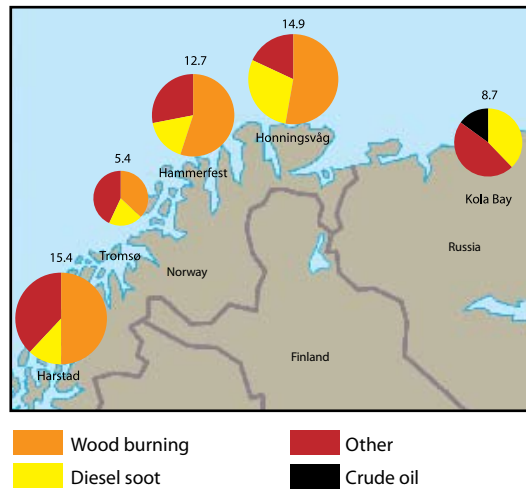 14.9
12.7
8.7
Honningsvåg
Hammerfest
5.4
Kola Bay
Tromsø
Russia
15.4
Norway
Finland
Harstad
Wood burning
Other
Diesel soot
Crude oil